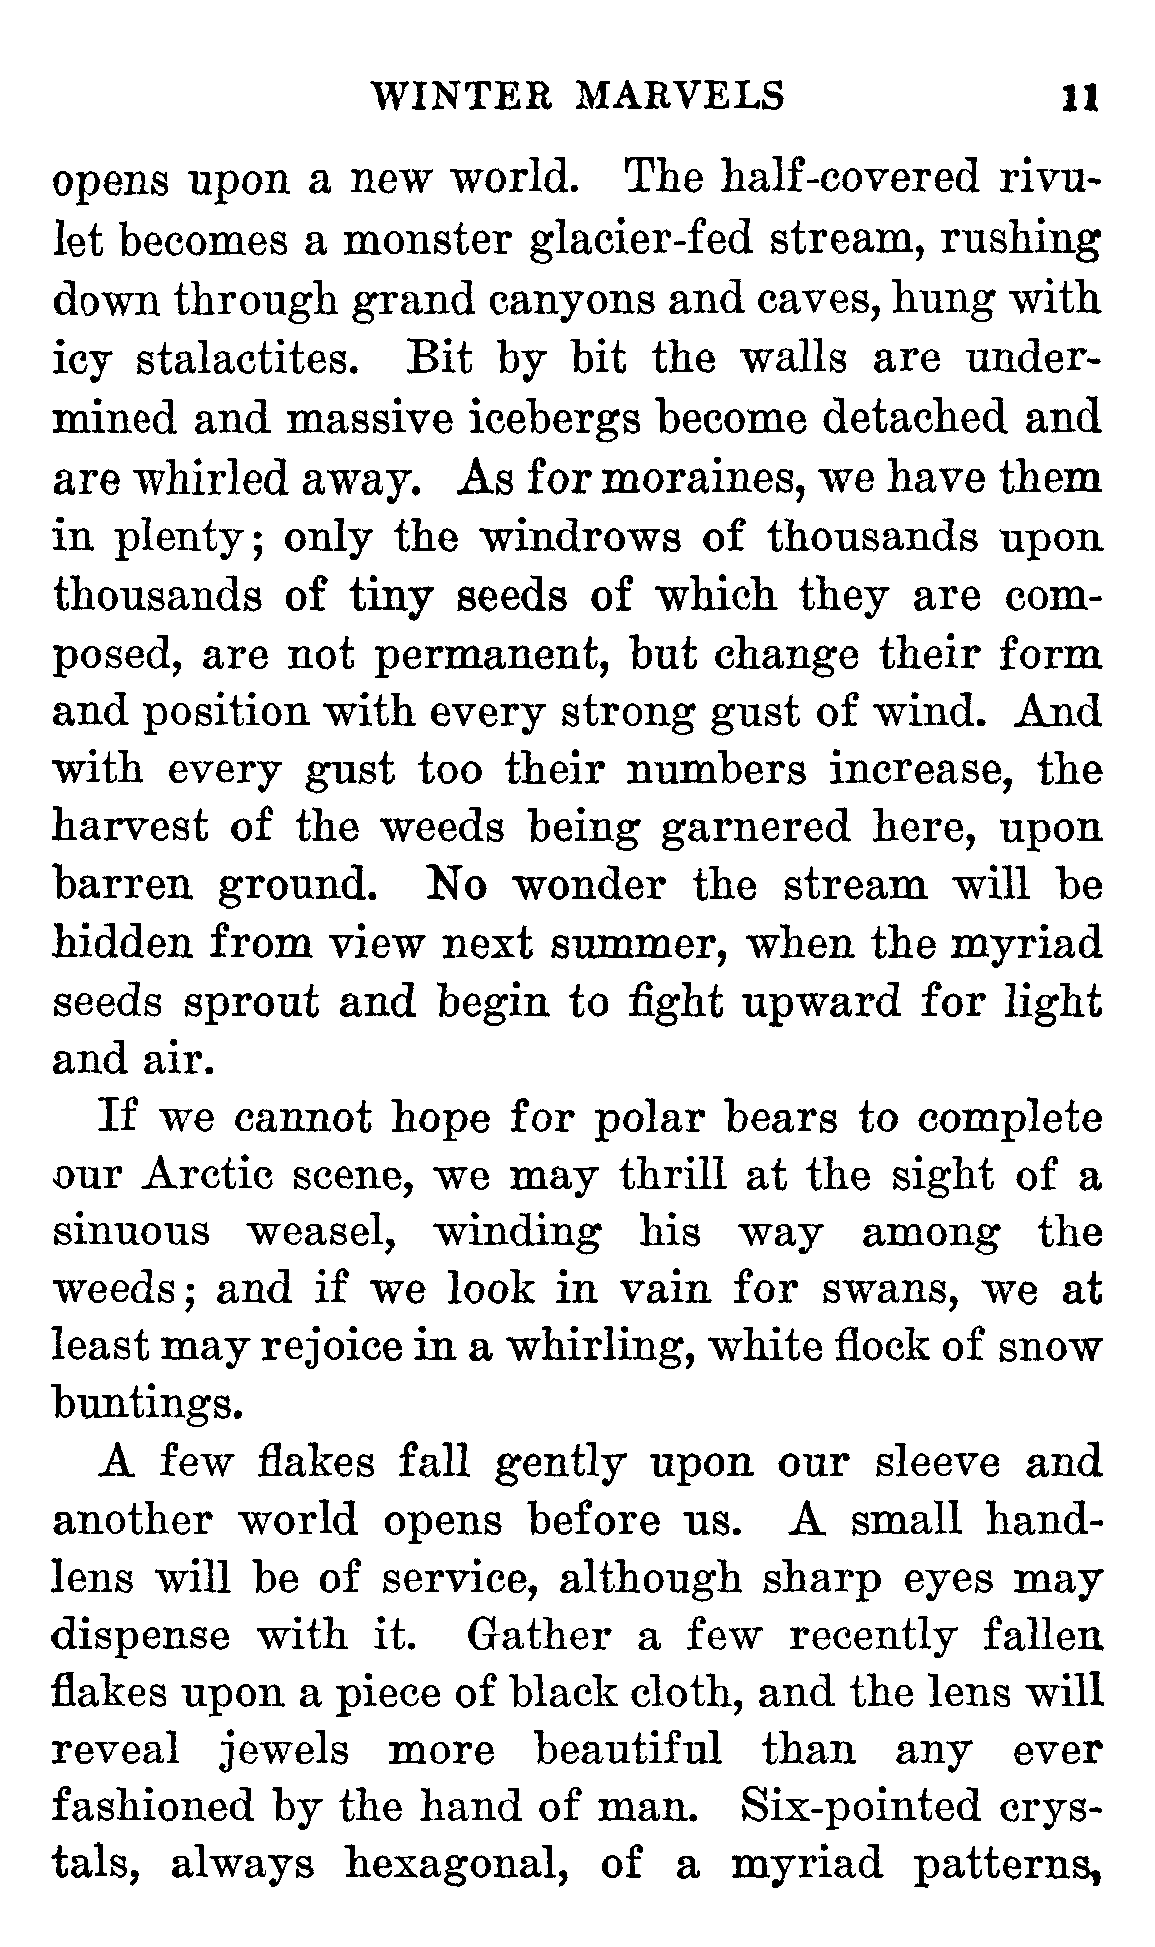 WINTER MARVELS 11
opens upon a new world. The half-covered rivu-
let becomes a monster glacier-fed stream, rushing
down through grand canyons and caves, hung with
icy stalactites. Bit by bit the walls are under-
mined and massive icebergs become detached and
are whirled away. As for moraines, we have them
in plenty; only the windrows of thousands upon
thousands of tiny seeds of which they are com-
posed, are not permanent, but change their form
and position with every strong gust of wind. And
with every gust too their numbers increase, the
harvest of the weeds being garnered here, upon
barren ground. No wonder the stream will be
hidden from view next summer, when the myriad
seeds sprout and begin to fight upward for light
and air.
If we cannot hope for polar bears to complete
our Arctic scene, we may thrill at the sight of a
sinuous weasel, winding his way among the
weeds; and if we look in vain for swans, we at
least may rejoice in a whirling, white flock of snow
buntings.
A few flakes fall gently upon our sleeve and
another world opens before us. A small hand-
lens will be of service, although sharp eyes may
dispense with it. Gather a few recently fallen
flakes upon a piece of black cloth, and the lens will
reveal jewels more beautiful than any ever
fashioned by the hand of man. Six-pointed crys-
tals, always hexagonal, of a myriad patterns,